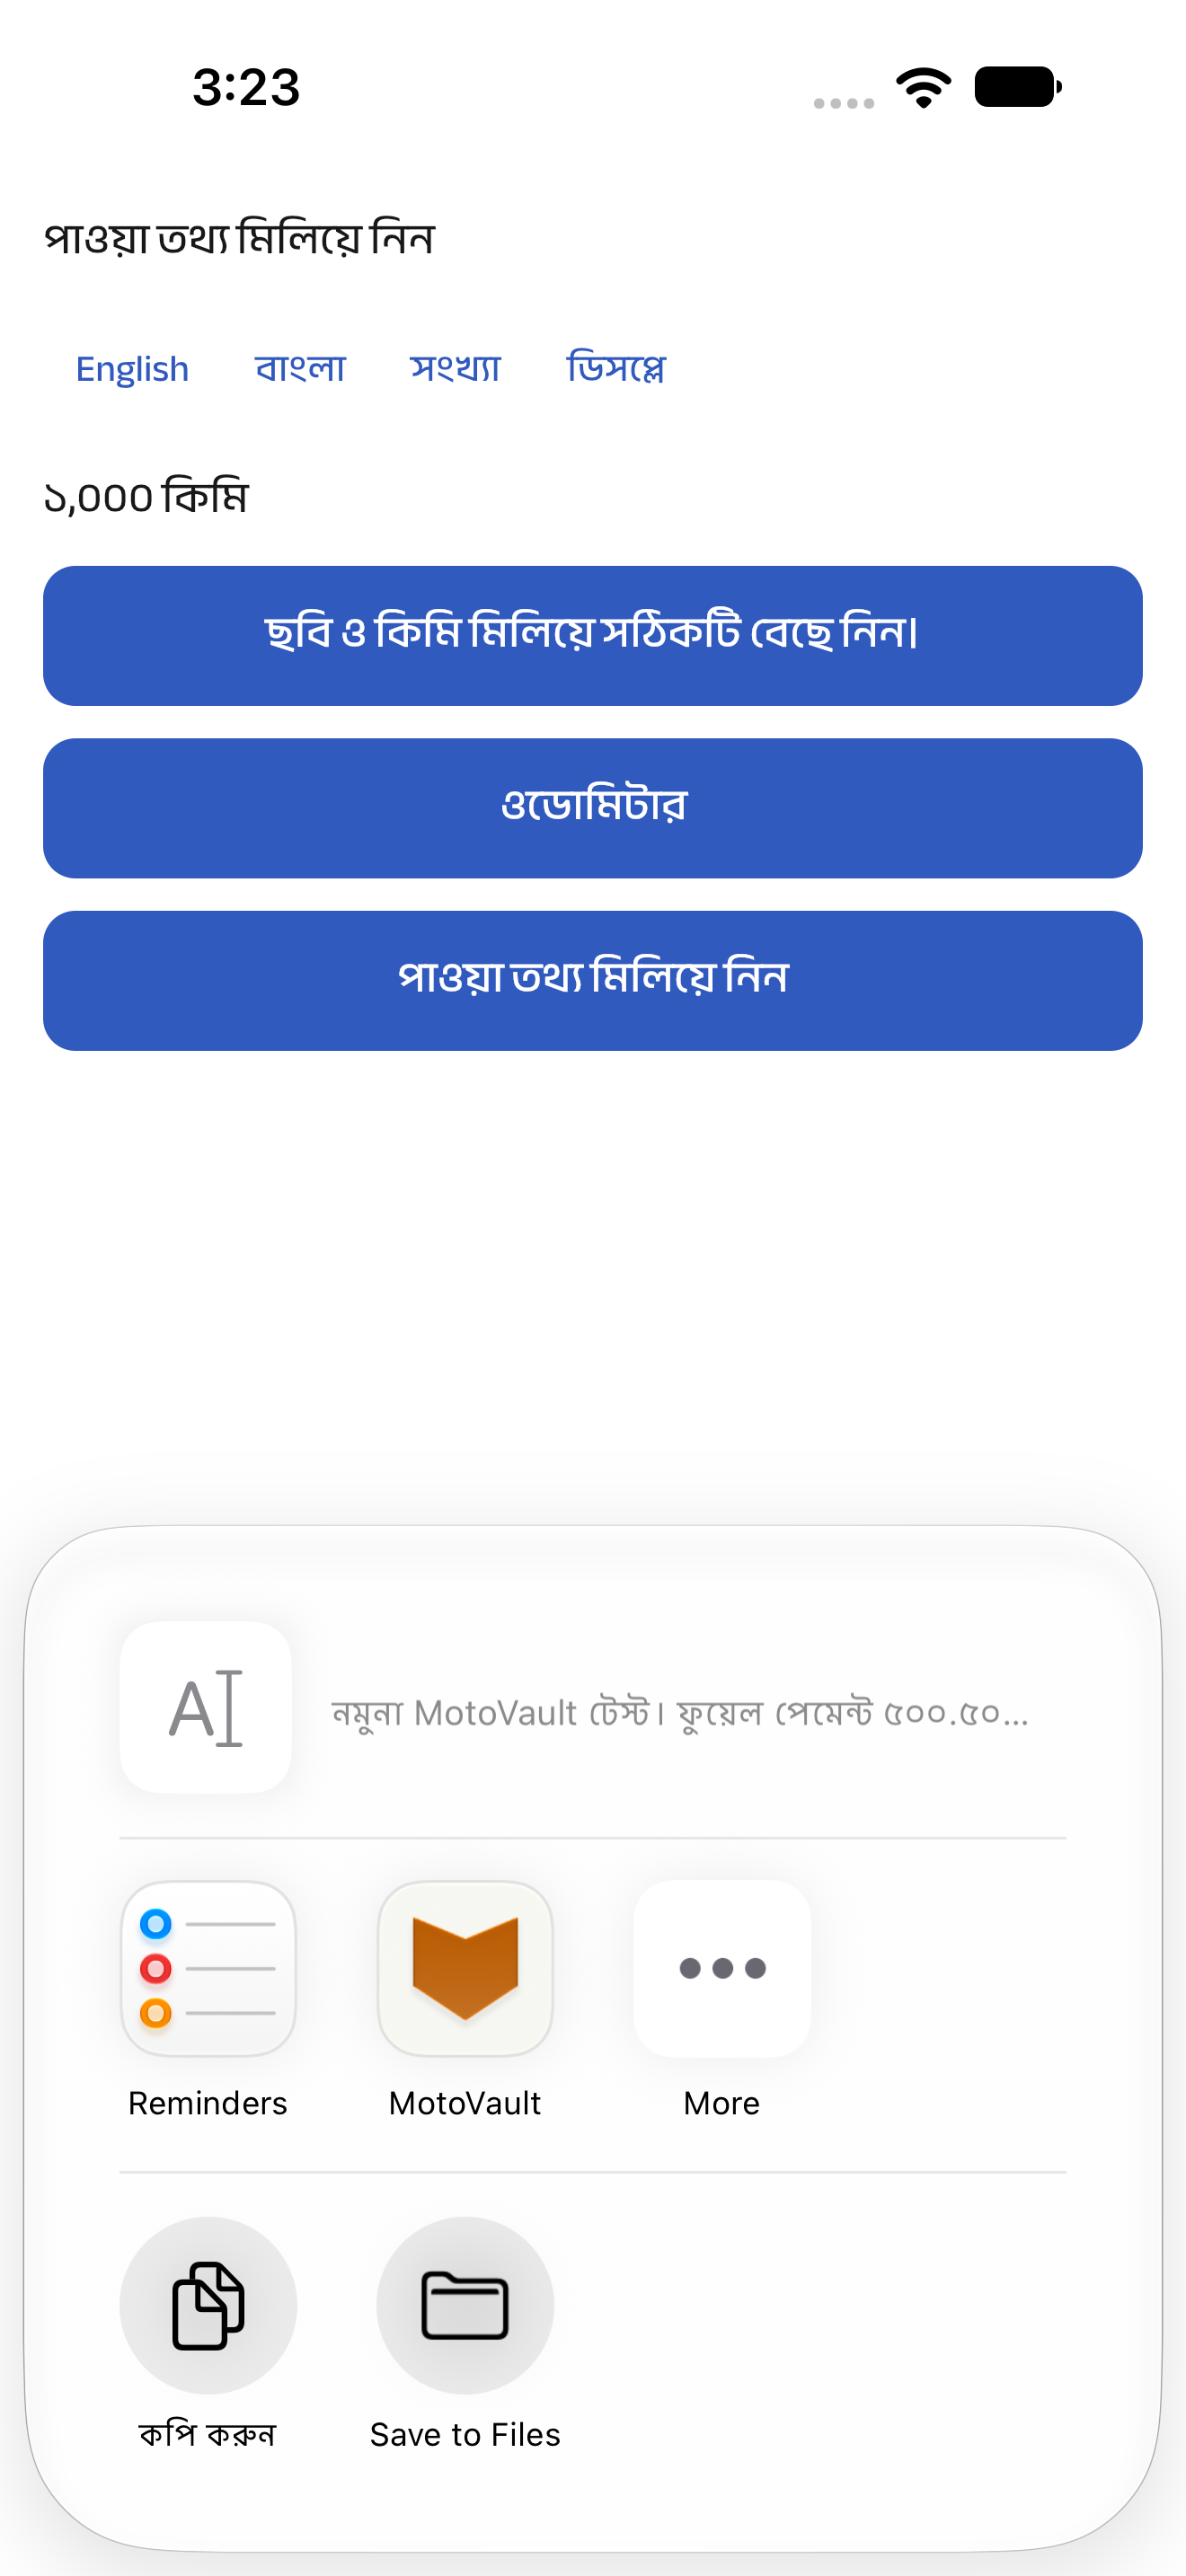 3:23
পাওয়া তথ্য মিলিয়ে নিন
English বাংলা সংখ্যা ডিসপ্লে
১,০০০ কিমি
ছবি ও কিমি মিলিয়ে সঠিকটি বেছে নিন।
ওডোমিটার
পাওয়া তথ্য মিলিয়ে নিন
নমুনা MotoVault টেস্ট। ফুয়েল পেমেন্ট ৫০০.৫০...
Reminders MotoVault More
কপি করুন Save to Files